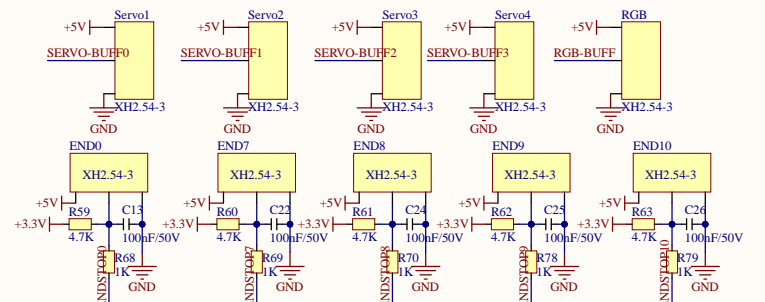 Servo1
Servo2
Servo3
Servo4
RGB
+5V
+5V
+5V
+5V
+5V
SERVO-BUFF0
SERVO-BUFF1
SERVO-BUFF2
SERVO-BUFF3
RGB-BUFF
XH2.54-3
XH2.54-3
XH2.54-3
XH2.54-3
XH2.54-3
GND
GND
GND
GND
GND
END0
END7
END8
END9
END10
XH2.54-3
XH2.54-3
XH2.54-3
XH2.54-3
XH2.54-3
+5V
+5V
+5V
+5V
+5V
R59
C13
R60
C22
R61
C24
R62
C25
R63
C26
+3.3V
+3.3V
+3.3V
+3.3V
+3.3V
4.7K
100nF/50V
4.7K
100nF/50V
4.7K
100nF/50V
4.7K
100nF/50V
4.7K
100nF/50V
NDSTOP0
R68
NDSTOP7
R69
NDSTOP8
R70
NDSTOP9
R78
NDSTOP10
R79
1K
1K
1K
1K
1K
GND
GND
GND
GND
GND